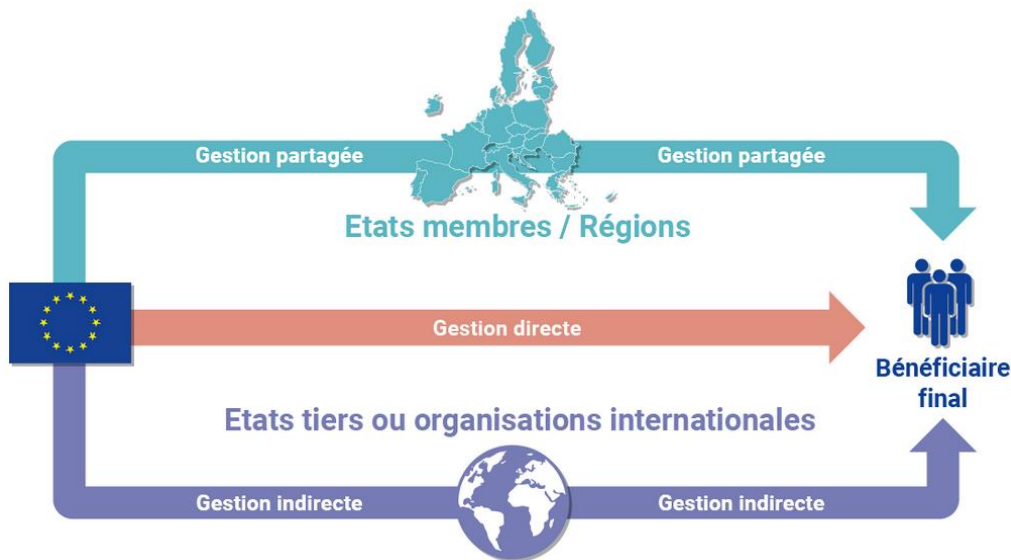 Gestion partagée
Gestion partagée
Etats membres / Régions
Gestion directe
Bénéficiaire
final
Etats tiers ou organisations internationales
Gestion indirecte
Gestion indirecte